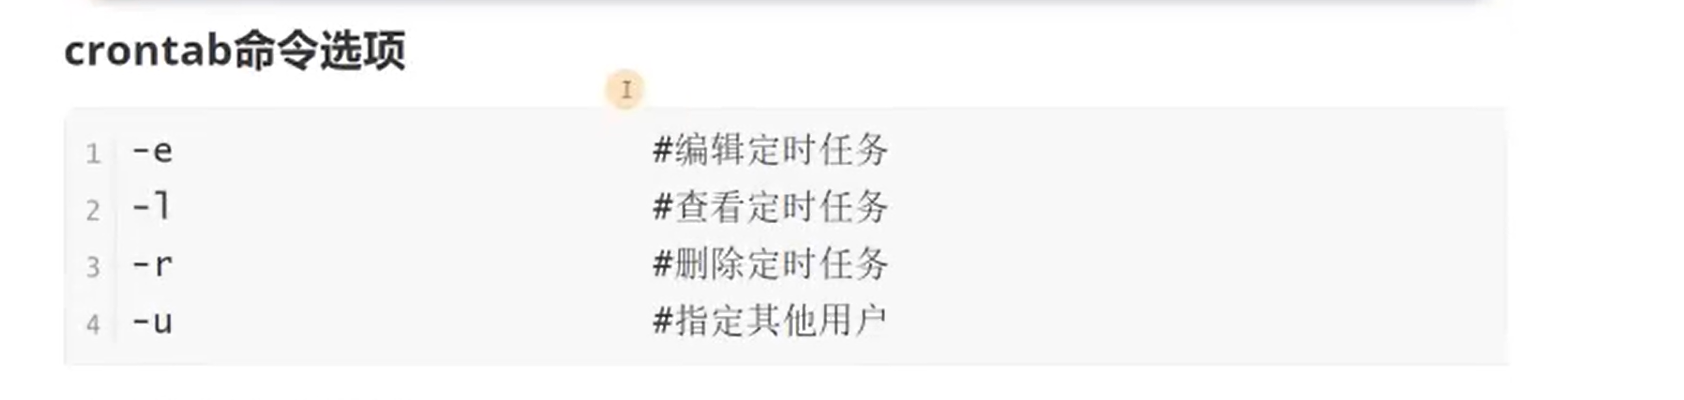 crontab命令选项
1 -e #编辑定时任务
2 -l #查看定时任务
3 -r #删除定时任务
4 -u #指定其他用户